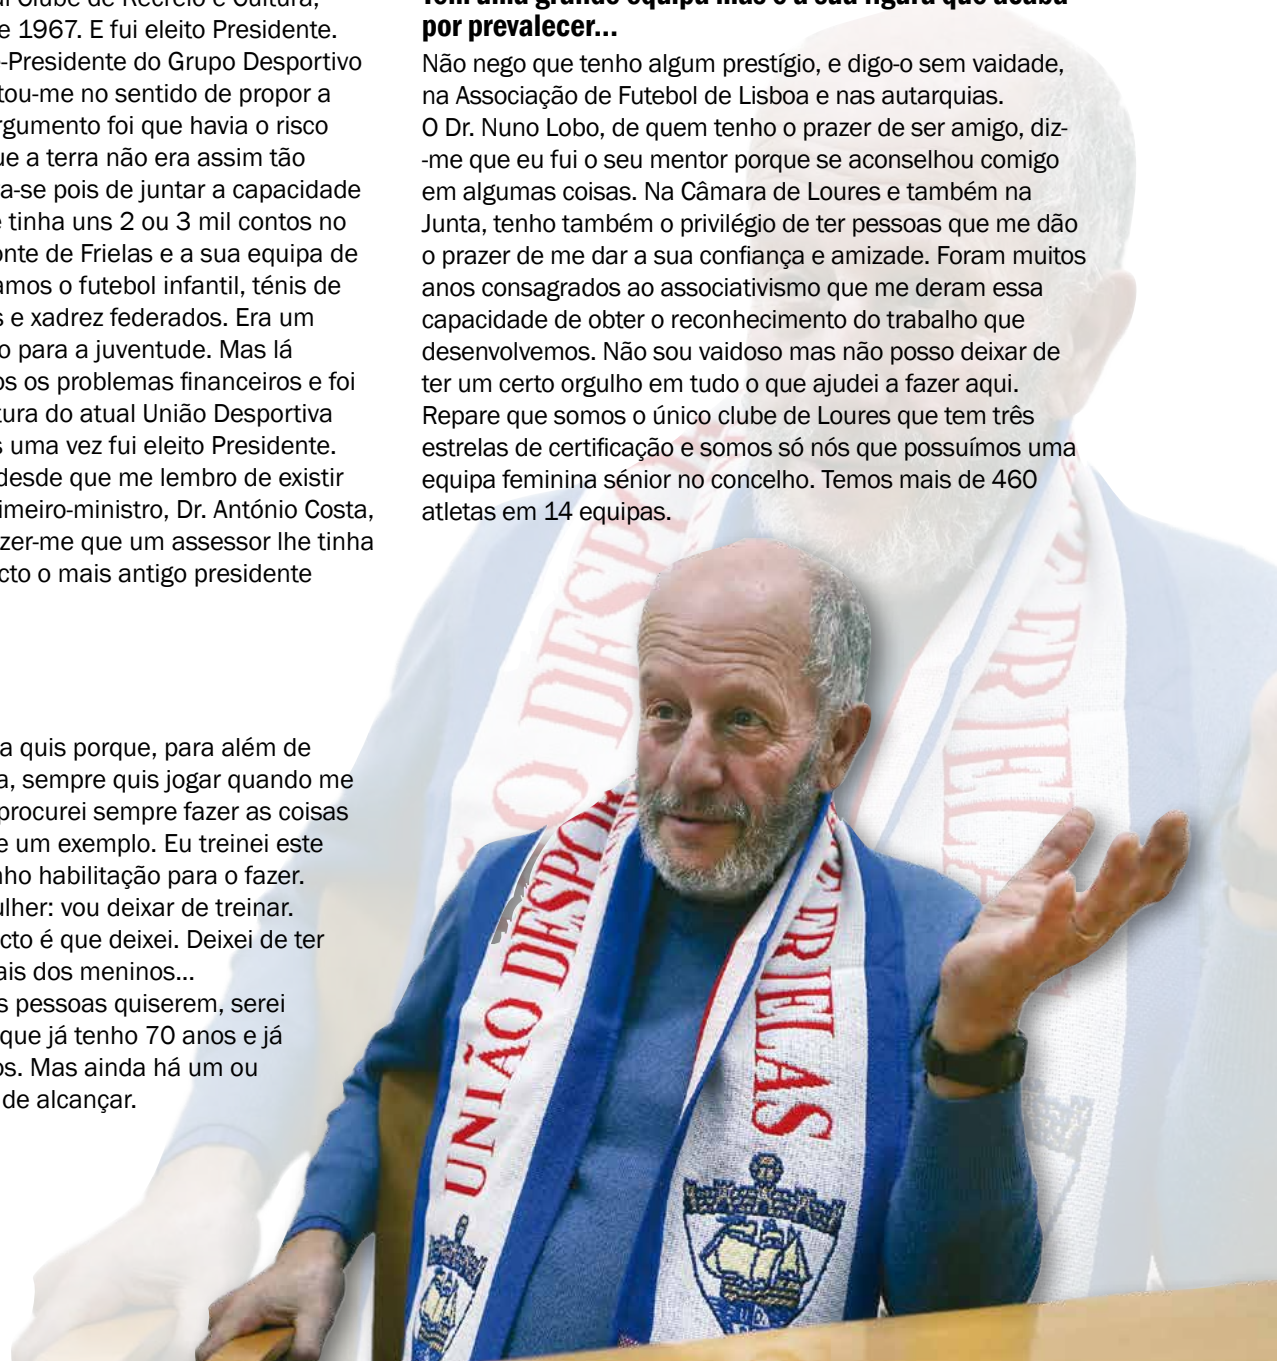 Clube de Recreio e Cultura,
e 1967. E fui eleito Presidente.
-Presidente do Grupo Desportivo
tou-me no sentido de propor a
rgumento foi que havia o risco
ue a terra não era assim tão
a-se pois de juntar a capacidade
e tinha uns 2 ou 3 mil contos no
onte de Frielas e a sua equipa de
amos o futebol infantil, ténis de
s e xadrez federados. Era um
o para a juventude. Mas lá
os os problemas financeiros e foi
tura do atual União Desportiva
s uma vez fui eleito Presidente.
desde que me lembro de existir
imeiro-ministro, Dr. António Costa,
zer-me que um assessor lhe tinha
cto o mais antigo presidente
a quis porque, para além de
a, sempre quis jogar quando me
procurei sempre fazer as coisas
e um exemplo. Eu treinei este
nho habilitação para o fazer.
ulher: vou deixar de treinar.
cto é que deixei. Deixei de ter
ais dos meninos...
s pessoas quiserem, serei
que já tenho 70 anos e já
os. Mas ainda há um ou
de alcançar.
Tem uma grande equipa mas é a sua figura que acaba
por prevalecer...
Não nego que tenho algum prestígio, e digo-o sem vaidade,
na Associação de Futebol de Lisboa e nas autarquias.
O Dr. Nuno Lobo, de quem tenho o prazer de ser amigo, diz-
-me que eu fui o seu mentor porque se aconselhou comigo
em algumas coisas. Na Câmara de Loures e também na
Junta, tenho também o privilégio de ter pessoas que me dão
o prazer de me dar a sua confiança e amizade. Foram muitos
anos consagrados ao associativismo que me deram essa
capacidade de obter o reconhecimento do trabalho que
desenvolvemos. Não sou vaidoso mas não posso deixar de
ter um certo orgulho em tudo o que ajudei a fazer aqui.
Repare que somos o único clube de Loures que tem três
estrelas de certificação e somos só nós que possuímos uma
equipa feminina sénior no concelho. Temos mais de 460
atletas em 14 equipas.
UNIÃO DESPOR
FRIELAS